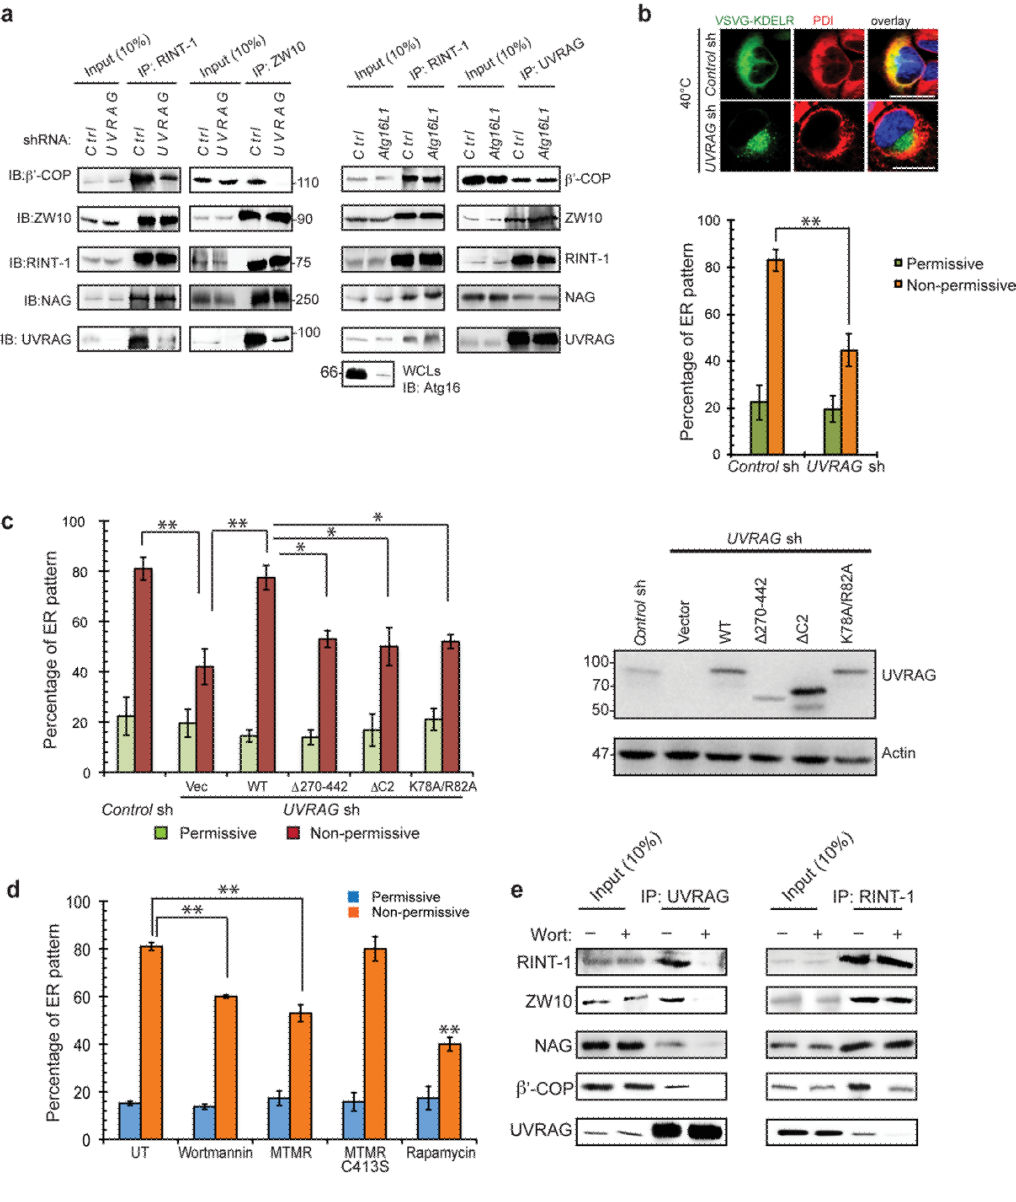 a
Input (10%)
IP: RINT-1
Input (10%)
IP: ZW10
Input (10%)
IP: RINT-1
Input (10%)
IP: UVRAG
shRNA:
Ctrl
UVRAG
Ctrl
UVRAG
Ctrl
UVRAG
Ctrl
UVRAG
Ctrl
Atg16L1
Ctrl
Atg16L1
Ctrl
Atg16L1
Ctrl
Atg16L1
IB:β'-COP
-110
β'-COP
IB:ZW10
-90
ZW10
IB:RINT-1
-75
RINT-1
IB:NAG
-250
NAG
IB: UVRAG
-100
UVRAG
66-
WCLs
IB: Atg16
b
VSVG-KDELR
PDI
overlay
40°C
Control sh
UVRAG sh
Percentage of ER pattern
100
80
60
40
20
0
**
Permissive
Non-permissive
Control sh
UVRAG sh
c
Percentage of ER pattern
100
80
60
40
20
0
**
**
*
*
*
Vec
WT
Δ270-442
ΔC2
K78A/R82A
Control sh
UVRAG sh
Permissive
Non-permissive
UVRAG sh
Control sh
Vector
WT
Δ270-442
ΔC2
K78A/R82A
100-
70-
50-
UVRAG
47-
Actin
d
Percentage of ER pattern
100
80
60
40
20
0
**
**
**
Permissive
Non-permissive
UT
Wortmannin
MTMR
MTMR
C413S
Rapamycin
e
Input (10%)
IP: UVRAG
Input (10%)
IP: RINT-1
Wort:
– + – +
– + – +
RINT-1
ZW10
NAG
β'-COP
UVRAG